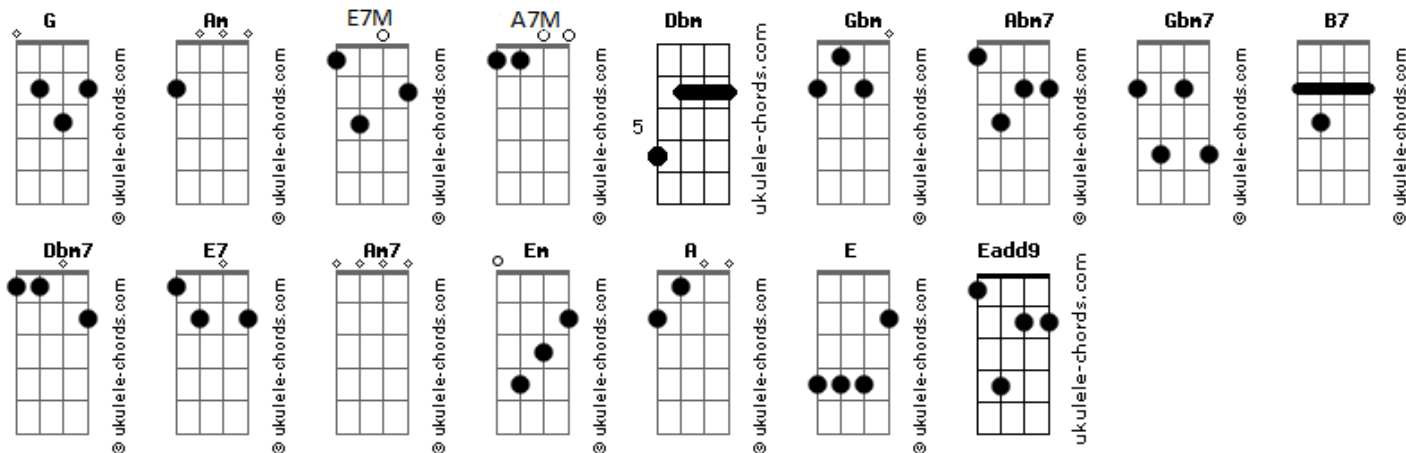 G Am E7M A7M Dbm Gbm Abm7 Gbm7 B7
© ukulele-chords.com © ukulele-chords.com © ukulele-chords.com © ukulele-chords.com ukulele-chords.com © ukulele-chords.com © ukulele-chords.com © ukulele-chords.com © ukulele-chords.com
5
Dbm7 E7 Am7 Em A E Eadd9
© ukulele-chords.com © ukulele-chords.com © ukulele-chords.com © ukulele-chords.com © ukulele-chords.com © ukulele-chords.com ukulele-chords.com